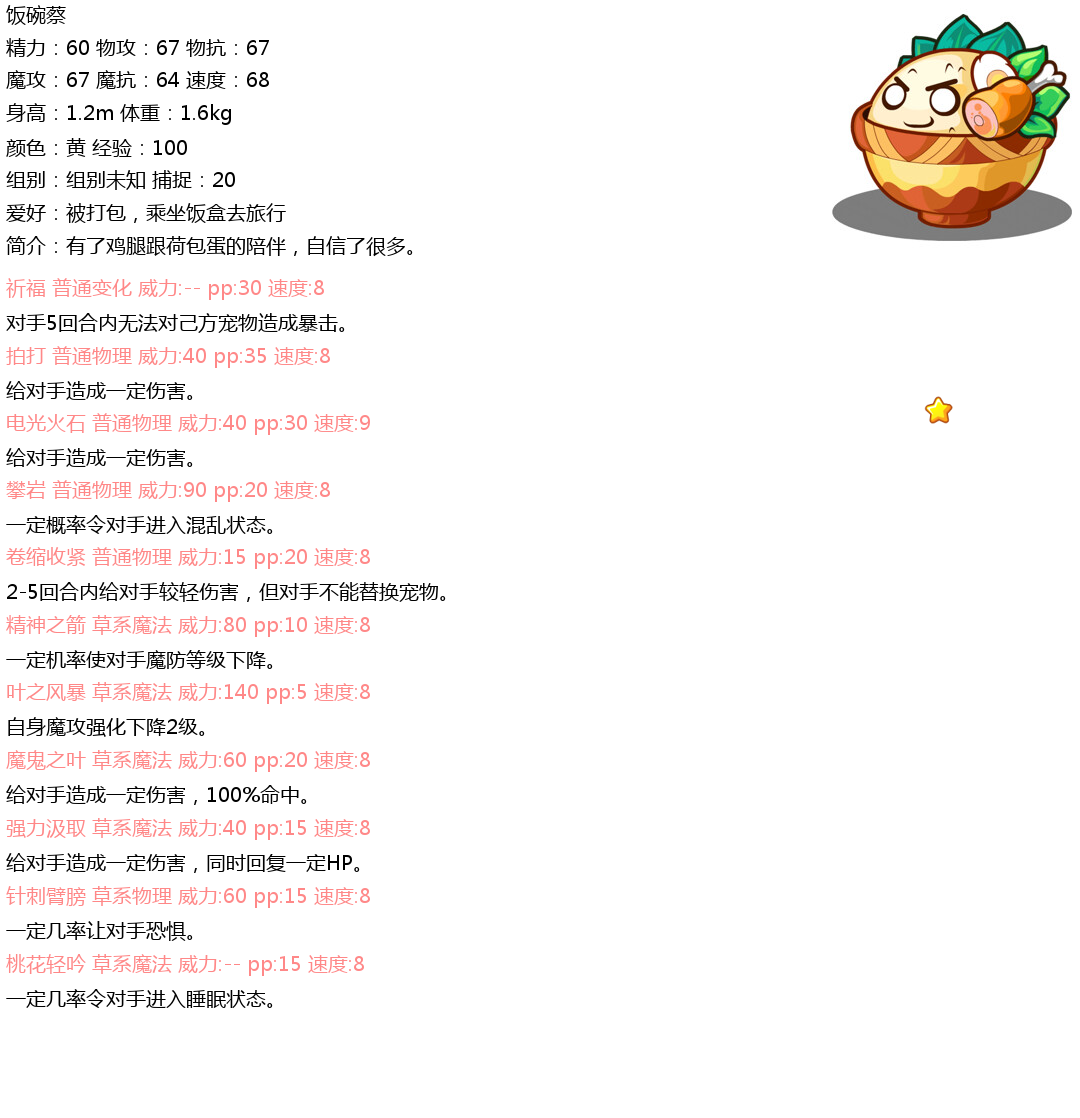 饭碗蔡
精力：60 物攻：67 物抗：67
魔攻：67 魔抗：64 速度：68
身高：1.2m 体重：1.6kg
颜色：黄 经验：100
组别：组别未知 捕捉：20
爱好：被打包，乘坐饭盒去旅行
简介：有了鸡腿跟荷包蛋的陪伴，自信了很多。
祈福 普通变化 威力:-- pp:30 速度:8
对手5回合内无法对己方宠物造成暴击。
拍打 普通物理 威力:40 pp:35 速度:8
给对手造成一定伤害。
电光火石 普通物理 威力:40 pp:30 速度:9
给对手造成一定伤害。
攀岩 普通物理 威力:90 pp:20 速度:8
一定概率令对手进入混乱状态。
卷缩收紧 普通物理 威力:15 pp:20 速度:8
2-5回合内给对手较轻伤害，但对手不能替换宠物。
精神之箭 草系魔法 威力:80 pp:10 速度:8
一定机率使对手魔防等级下降。
叶之风暴 草系魔法 威力:140 pp:5 速度:8
自身魔攻强化下降2级。
魔鬼之叶 草系魔法 威力:60 pp:20 速度:8
给对手造成一定伤害，100%命中。
强力汲取 草系魔法 威力:40 pp:15 速度:8
给对手造成一定伤害，同时回复一定HP。
针刺臂膀 草系物理 威力:60 pp:15 速度:8
一定几率让对手恐惧。
桃花轻吟 草系魔法 威力:-- pp:15 速度:8
一定几率令对手进入睡眠状态。